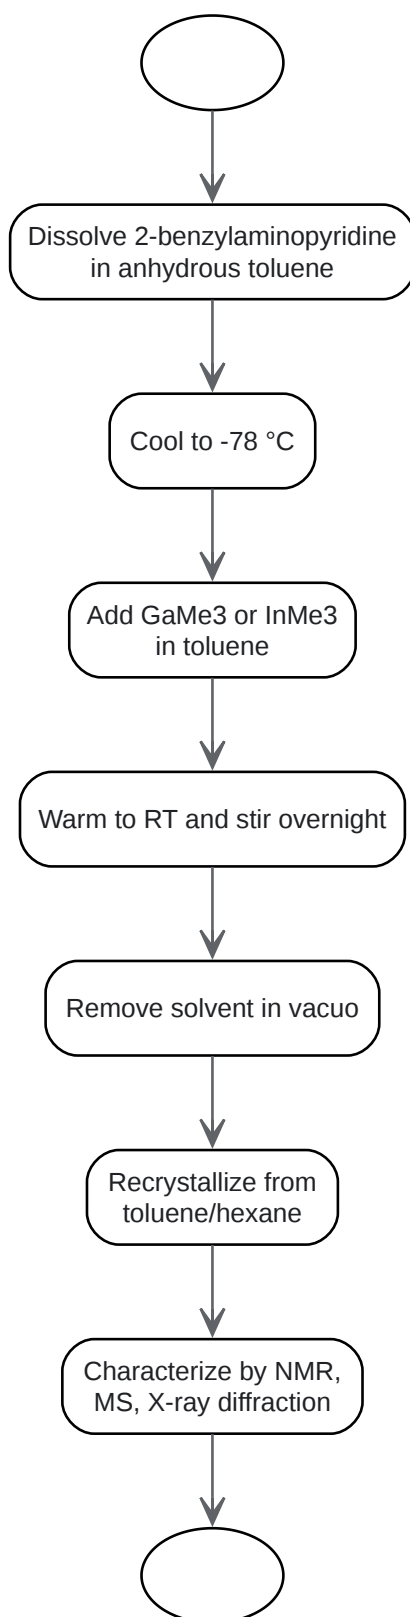 Dissolve 2-benzylaminopyridine
in anhydrous toluene
Cool to -78 °C
Add GaMe3 or InMe3
in toluene
Warm to RT and stir overnight
Remove solvent in vacuo
Recrystallize from
toluene/hexane
Characterize by NMR,
MS, X-ray diffraction